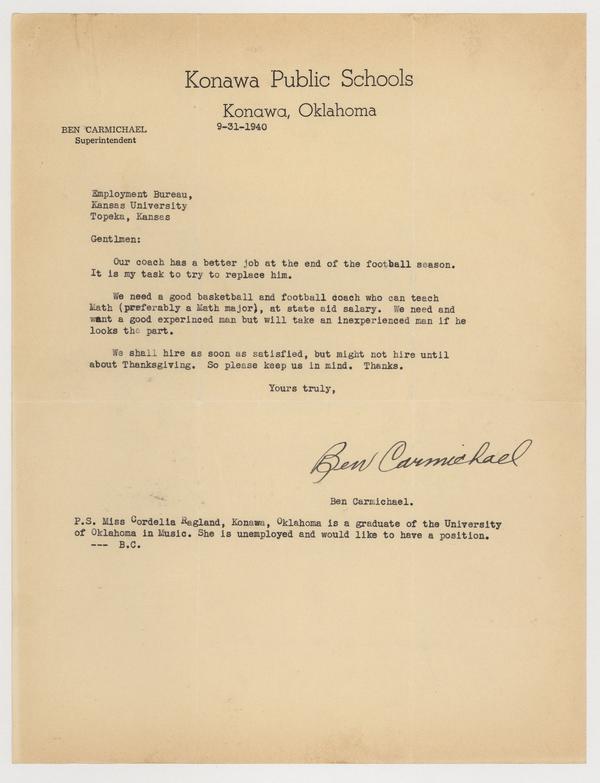 Konawa Public Schools
Konawa, Oklahoma
BEN CARMICHAEL
Superintendent
9-31-1940
Employment Bureau,
Kansas University
Topeka, Kansas
Gentlmen:
Our coach has a better job at the end of the football season.
It is my task to try to replace him.
We need a good basketball and football coach who can teach
Math (preferably a Math major), at state aid salary. We need and
want a good experinced man but will take an inexperienced man if he
looks the part.
We shall hire as soon as satisfied, but might not hire until
about Thanksgiving. So please keep us in mind. Thanks.
Yours truly,
Ben Carmichael
Ben Carmichael.
P.S. Miss Cordelia Ragland, Konawa, Oklahoma is a graduate of the University
of Oklahoma in Music. She is unemployed and would like to have a position.
--- B.C.